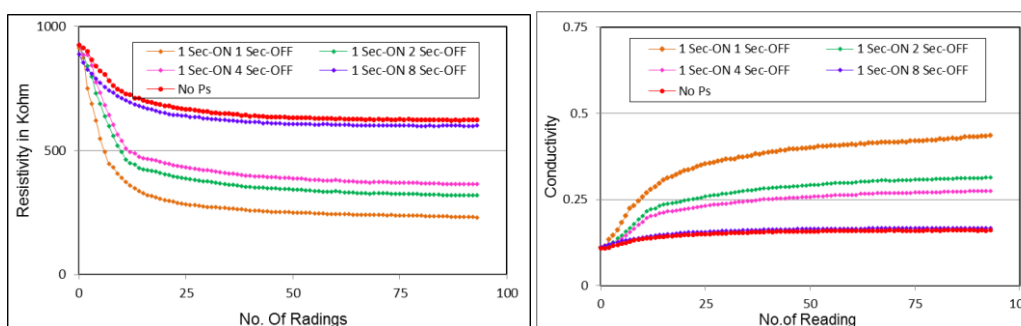 1000
500
0
Resistivity in Kohm
1 Sec-ON 1 Sec-OFF
1 Sec-ON 2 Sec-OFF
1 Sec-ON 4 Sec-OFF
1 Sec-ON 8 Sec-OFF
No Ps
0 25 50 75 100
No. Of Radings
0.75
0.5
0.25
0
Conductivity
1 Sec-ON 1 Sec-OFF
1 Sec-ON 2 Sec-OFF
1 Sec-ON 4 Sec-OFF
1 Sec-ON 8 Sec-OFF
No Ps
0 25 50 75
No.of Reading